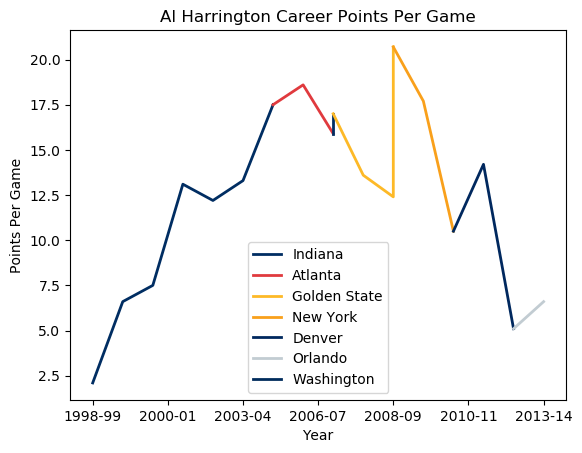 Al Harrington Career Points Per Game
Points Per Game
20.0
17.5
15.0
12.5
10.0
7.5
5.0
2.5
Indiana
Atlanta
Golden State
New York
Denver
Orlando
Washington
1998-99 2000-01 2003-04 2006-07 2008-09 2010-11 2013-14
Year